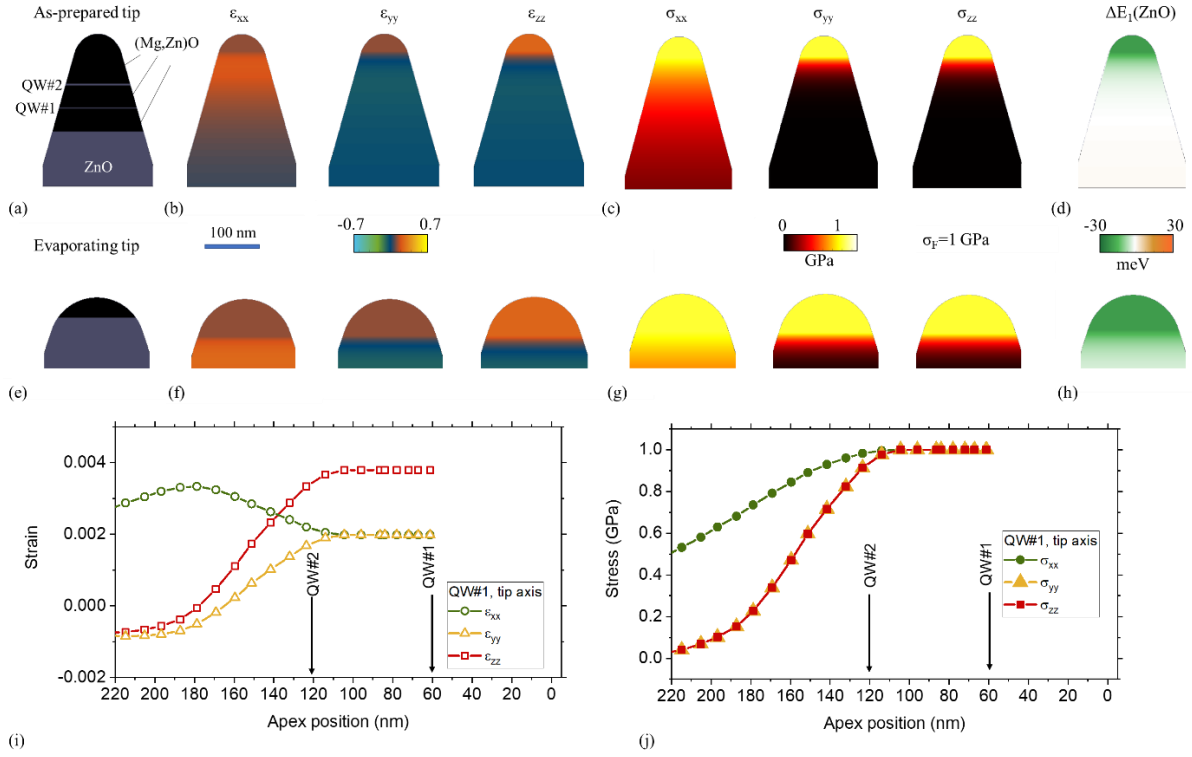 As-prepared tip
εxx
εyy
εzz
σxx
σyy
σzz
ΔE1(ZnO)
(Mg,Zn)O
QW#2
QW#1
ZnO
(a)
(b)
(c)
(d)
Evaporating tip
100 nm
-0.7 0.7
0 1
GPa
σF=1 GPa
-30 30
meV
(e)
(f)
(g)
(h)
0.004
0.002
0.000
-0.002
Strain
QW#2
QW#1
QW#1, tip axis
εxx
εyy
εzz
220 200 180 160 140 120 100 80 60 40 20 0
Apex position (nm)
(i)
1.0
0.8
0.6
0.4
0.2
0.0
Stress (GPa)
QW#2
QW#1
QW#1, tip axis
σxx
σyy
σzz
220 200 180 160 140 120 100 80 60 40 20 0
Apex position (nm)
(j)